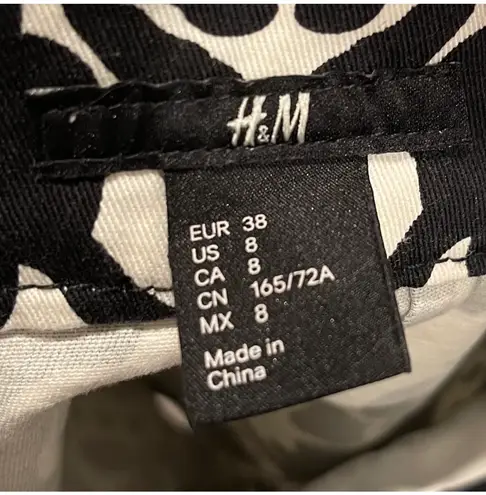 H&M
EUR 38
US 8
CA 8
CN 165/72A
MX 8
Made in
China